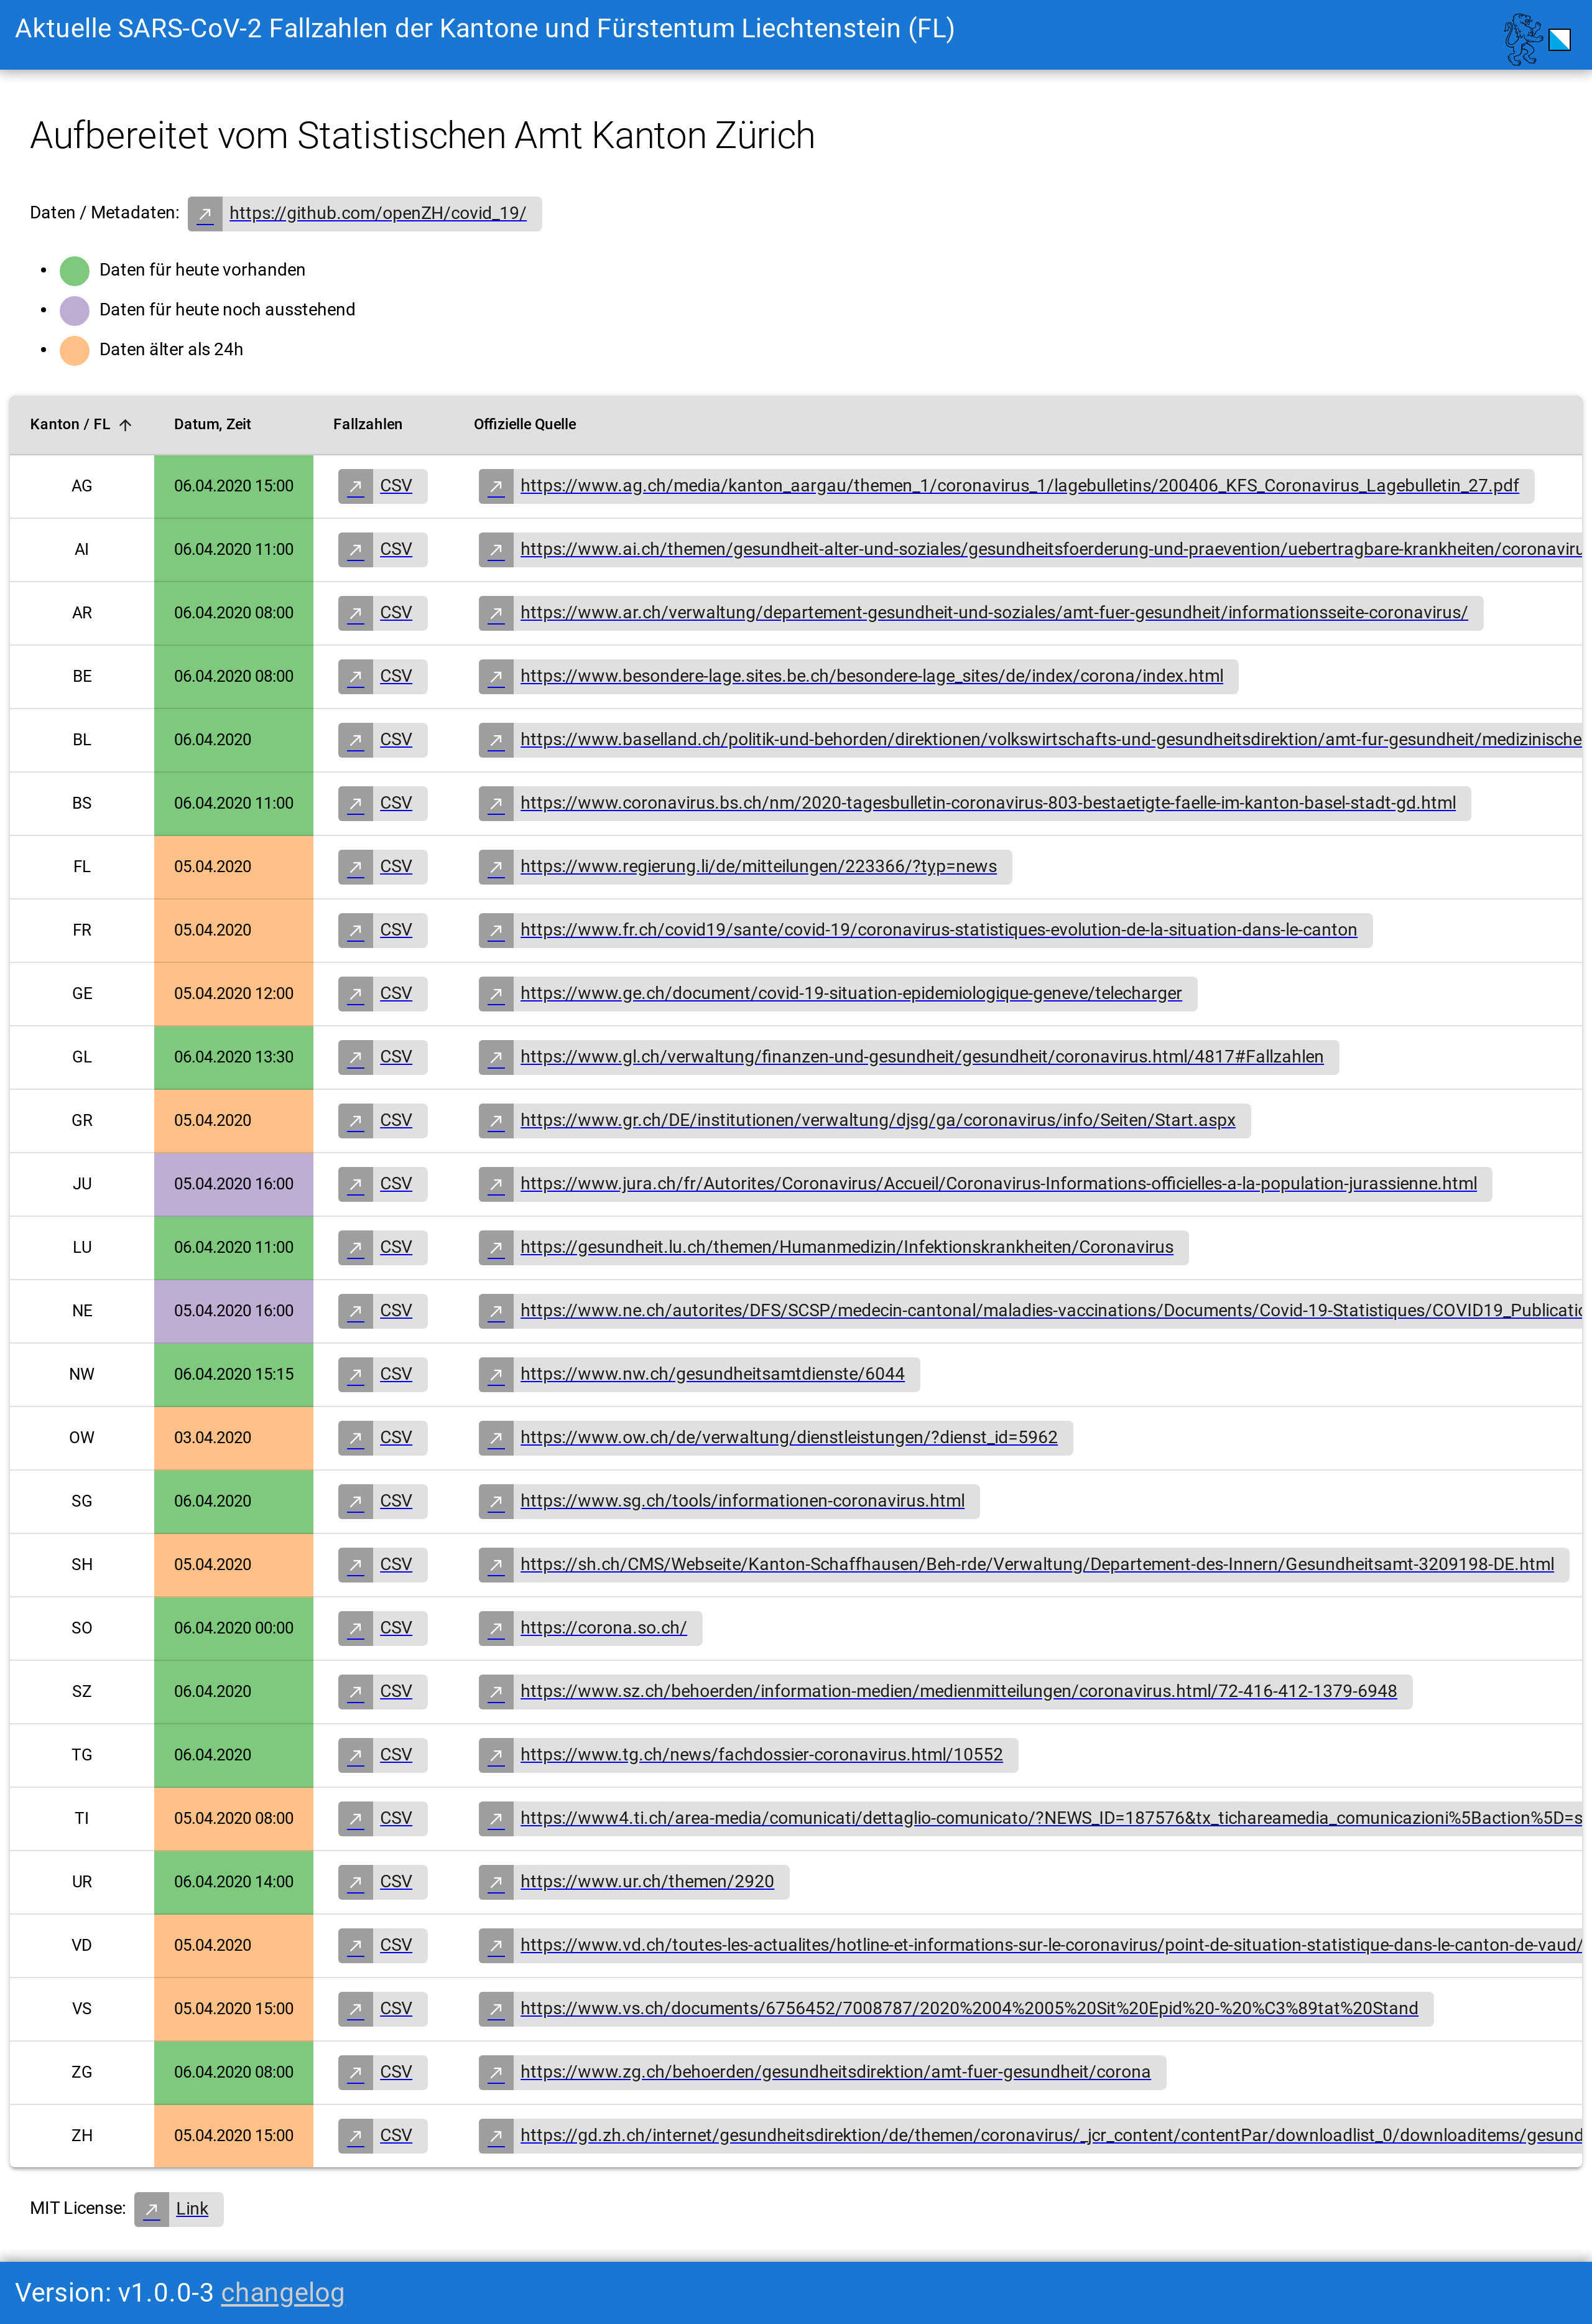 Aktuelle SARS-CoV-2 Fallzahlen der Kantone und Fürstentum Liechtenstein (FL)
Aufbereitet vom Statistischen Amt Kanton Zürich
Daten / Metadaten: https://github.com/openZH/covid_19/
Daten für heute vorhanden
Daten für heute noch ausstehend
Daten älter als 24h
Kanton / FL Datum, Zeit Fallzahlen Offizielle Quelle
AG 06.04.2020 15:00 CSV https://www.ag.ch/media/kanton_aargau/themen_1/coronavirus_1/lagebulletins/200406_KFS_Coronavirus_Lagebulletin_27.pdf
AI 06.04.2020 11:00 CSV https://www.ai.ch/themen/gesundheit-alter-und-soziales/gesundheitsfoerderung-und-praevention/uebertragbare-krankheiten/coronaviru
AR 06.04.2020 08:00 CSV https://www.ar.ch/verwaltung/departement-gesundheit-und-soziales/amt-fuer-gesundheit/informationsseite-coronavirus/
BE 06.04.2020 08:00 CSV https://www.besondere-lage.sites.be.ch/besondere-lage_sites/de/index/corona/index.html
BL 06.04.2020 CSV https://www.baselland.ch/politik-und-behorden/direktionen/volkswirtschafts-und-gesundheitsdirektion/amt-fur-gesundheit/medizinische
BS 06.04.2020 11:00 CSV https://www.coronavirus.bs.ch/nm/2020-tagesbulletin-coronavirus-803-bestaetigte-faelle-im-kanton-basel-stadt-gd.html
FL 05.04.2020 CSV https://www.regierung.li/de/mitteilungen/223366/?typ=news
FR 05.04.2020 CSV https://www.fr.ch/covid19/sante/covid-19/coronavirus-statistiques-evolution-de-la-situation-dans-le-canton
GE 05.04.2020 12:00 CSV https://www.ge.ch/document/covid-19-situation-epidemiologique-geneve/telecharger
GL 06.04.2020 13:30 CSV https://www.gl.ch/verwaltung/finanzen-und-gesundheit/gesundheit/coronavirus.html/4817#Fallzahlen
GR 05.04.2020 CSV https://www.gr.ch/DE/institutionen/verwaltung/djsg/ga/coronavirus/info/Seiten/Start.aspx
JU 05.04.2020 16:00 CSV https://www.jura.ch/fr/Autorites/Coronavirus/Accueil/Coronavirus-Informations-officielles-a-la-population-jurassienne.html
LU 06.04.2020 11:00 CSV https://gesundheit.lu.ch/themen/Humanmedizin/Infektionskrankheiten/Coronavirus
NE 05.04.2020 16:00 CSV https://www.ne.ch/autorites/DFS/SCSP/medecin-cantonal/maladies-vaccinations/Documents/Covid-19-Statistiques/COVID19_Publicatio
NW 06.04.2020 15:15 CSV https://www.nw.ch/gesundheitsamtdienste/6044
OW 03.04.2020 CSV https://www.ow.ch/de/verwaltung/dienstleistungen/?dienst_id=5962
SG 06.04.2020 CSV https://www.sg.ch/tools/informationen-coronavirus.html
SH 05.04.2020 CSV https://sh.ch/CMS/Webseite/Kanton-Schaffhausen/Beh-rde/Verwaltung/Departement-des-Innern/Gesundheitsamt-3209198-DE.html
SO 06.04.2020 00:00 CSV https://corona.so.ch/
SZ 06.04.2020 CSV https://www.sz.ch/behoerden/information-medien/medienmitteilungen/coronavirus.html/72-416-412-1379-6948
TG 06.04.2020 CSV https://www.tg.ch/news/fachdossier-coronavirus.html/10552
TI 05.04.2020 08:00 CSV https://www4.ti.ch/area-media/comunicati/dettaglio-comunicato/?NEWS_ID=187576&tx_tichareamedia_comunicazioni%5Baction%5D=s
UR 06.04.2020 14:00 CSV https://www.ur.ch/themen/2920
VD 05.04.2020 CSV https://www.vd.ch/toutes-les-actualites/hotline-et-informations-sur-le-coronavirus/point-de-situation-statistique-dans-le-canton-de-vaud/
VS 05.04.2020 15:00 CSV https://www.vs.ch/documents/6756452/7008787/2020%2004%2005%20Sit%20Epid%20-%20%C3%89tat%20Stand
ZG 06.04.2020 08:00 CSV https://www.zg.ch/behoerden/gesundheitsdirektion/amt-fuer-gesundheit/corona
ZH 05.04.2020 15:00 CSV https://gd.zh.ch/internet/gesundheitsdirektion/de/themen/coronavirus/_jcr_content/contentPar/downloadlist_0/downloaditems/gesund
MIT License: Link
Version: v1.0.0-3 changelog